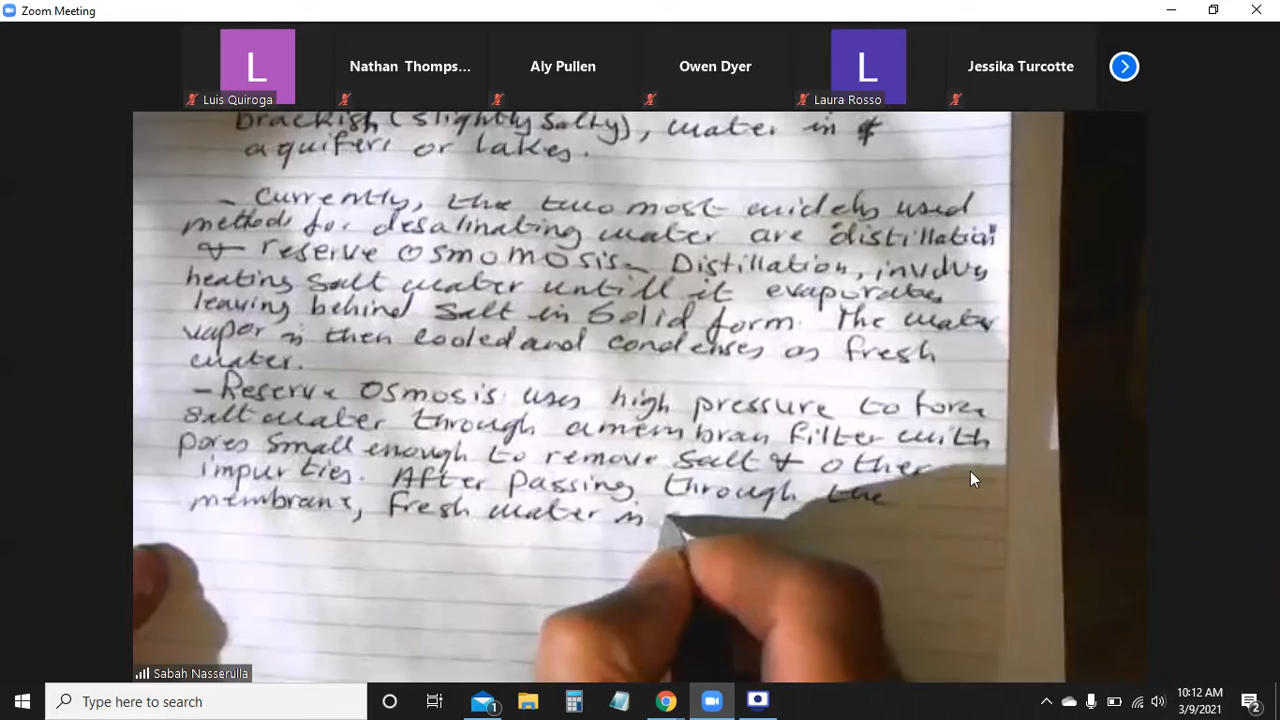 Zoom Meeting
L
Luis Quiroga
Nathan Thomps...
Aly Pullen
Owen Dyer
L
Laura Rosso
Jessika Turcotte
Brackish (slightly salty), water in
aquifers or lakes.
- Currently, the two most widely used
methods for desalinating water are "distillation"
& reserve osmomosis. Distillation, involves
heating salt water untill it evaporates,
leaving behind salt in solid form. The water
vapor is then cooled and condenses as fresh
water.
- Reserve Osmosis uses high pressure to force
salt water through a membran filter with
pores small enough to remove salt & other
impurties. After passing through the
membrane, fresh water is
Sabah Nasserulla
Type here to search
1
10:12 AM
3/9/2021
2